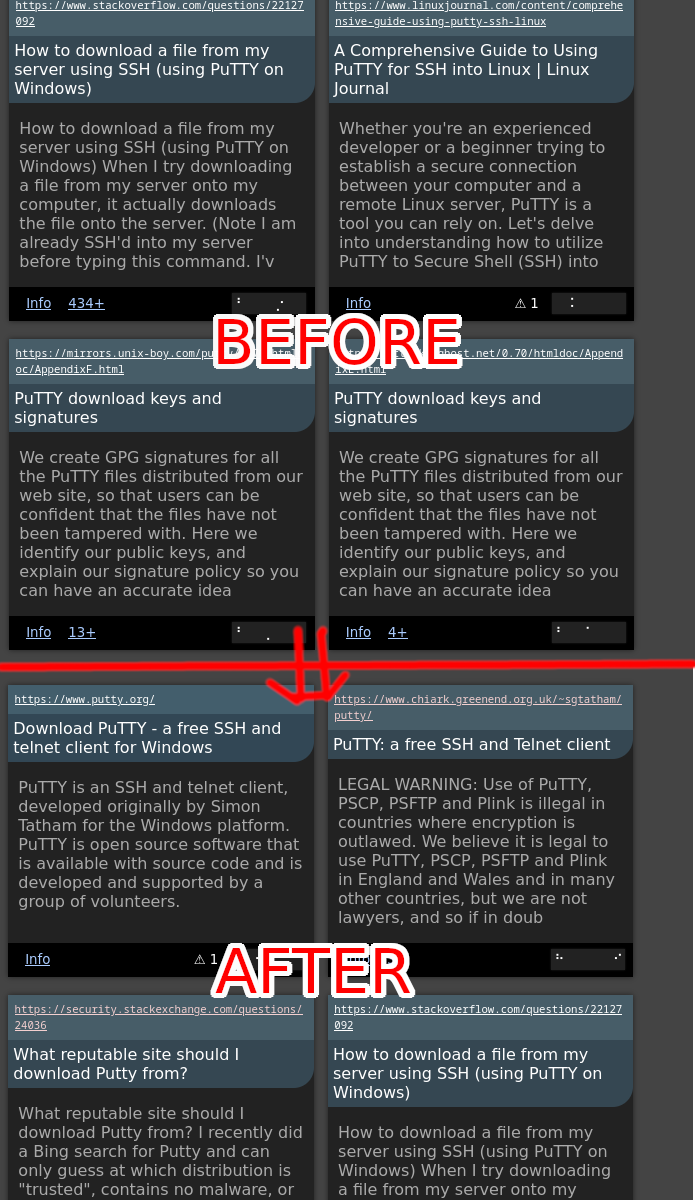 https://www.stackoverflow.com/questions/22127
092
How to download a file from my
server using SSH (using PuTTY on
Windows)
How to download a file from my
server using SSH (using PuTTY on
Windows) When I try downloading
a file from my server onto my
computer, it actually downloads
the file onto the server. (Note I am
already SSH'd into my server
before typing this command. I'v
Info 434+
https://www.linuxjournal.com/content/comprehe
nsive-guide-using-putty-ssh-linux
A Comprehensive Guide to Using
PuTTY for SSH into Linux | Linux
Journal
Whether you're an experienced
developer or a beginner trying to
establish a secure connection
between your computer and a
remote Linux server, PuTTY is a
tool you can rely on. Let's delve
into understanding how to utilize
PuTTY to Secure Shell (SSH) into
Info ⚠ 1
BEFORE
https://mirrors.unix-boy.com/pu
oc/AppendixF.html
PuTTY download keys and
signatures
We create GPG signatures for all
the PuTTY files distributed from our
web site, so that users can be
confident that the files have not
been tampered with. Here we
identify our public keys, and
explain our signature policy so you
can have an accurate idea
Info 13+
host.net/0.70/htmldoc/Append
PuTTY download keys and
signatures
We create GPG signatures for all
the PuTTY files distributed from our
web site, so that users can be
confident that the files have not
been tampered with. Here we
identify our public keys, and
explain our signature policy so you
can have an accurate idea
Info 4+
https://www.putty.org/
Download PuTTY - a free SSH and
telnet client for Windows
PuTTY is an SSH and telnet client,
developed originally by Simon
Tatham for the Windows platform.
PuTTY is open source software that
is available with source code and is
developed and supported by a
group of volunteers.
Info ⚠ 1
https://www.chiark.greenend.org.uk/~sgtatham/
putty/
PuTTY: a free SSH and Telnet client
LEGAL WARNING: Use of PuTTY,
PSCP, PSFTP and Plink is illegal in
countries where encryption is
outlawed. We believe it is legal to
use PuTTY, PSCP, PSFTP and Plink
in England and Wales and in many
other countries, but we are not
lawyers, and so if in doub
AFTER
https://security.stackexchange.com/questions/
24036
What reputable site should I
download Putty from?
What reputable site should I
download Putty from? I recently did
a Bing search for Putty and can
only guess at which distribution is
"trusted", contains no malware, or
https://www.stackoverflow.com/questions/22127
092
How to download a file from my
server using SSH (using PuTTY on
Windows)
How to download a file from my
server using SSH (using PuTTY on
Windows) When I try downloading
a file from my server onto my